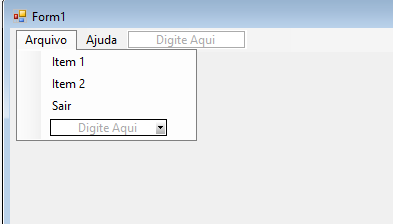 Form1
Arquivo Ajuda Digite Aqui
Item 1
Item 2
Sair
Digite Aqui